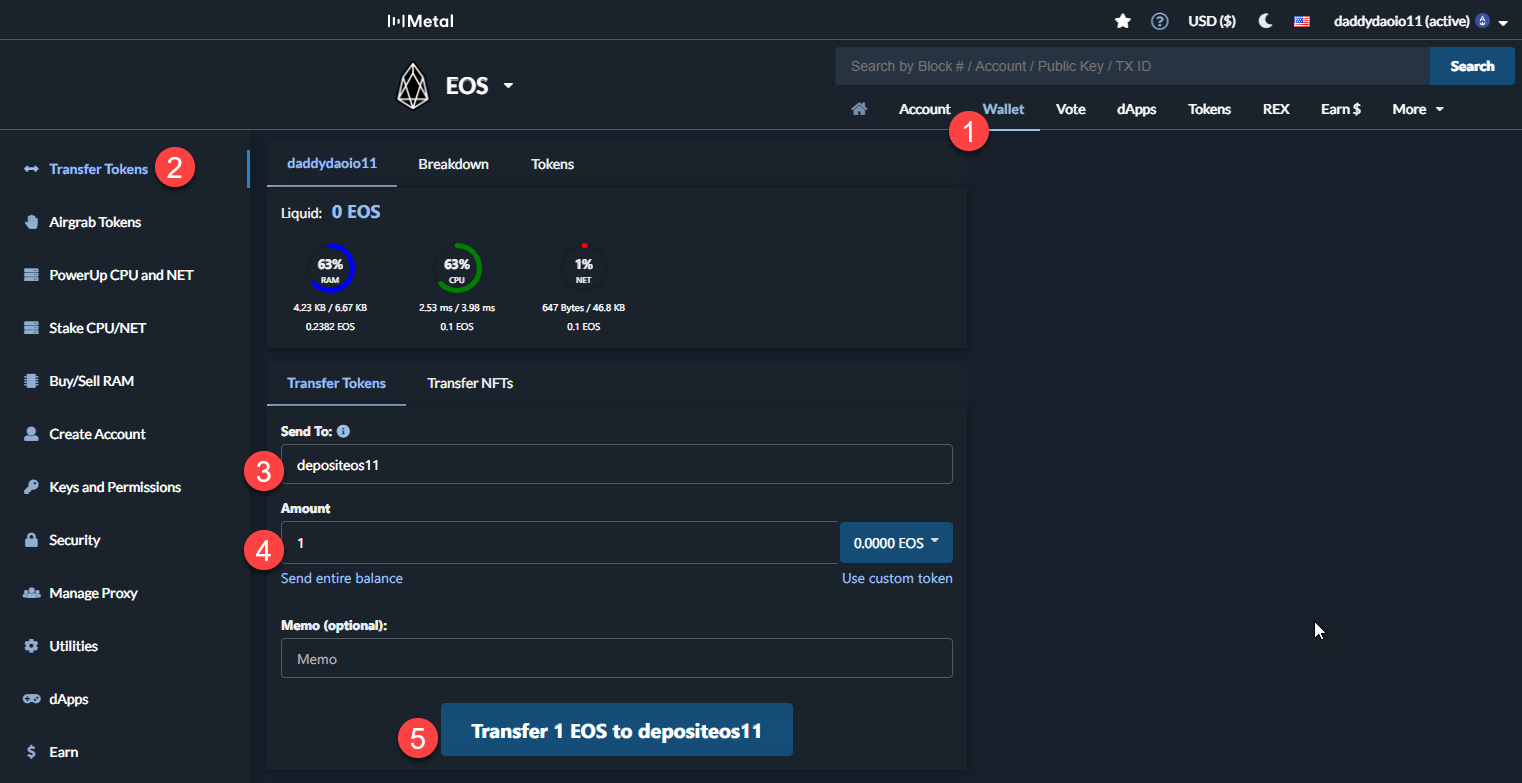 Metal
USD ($)
daddydaoio11 (active)
EOS
Search by Block # / Account / Public Key / TX ID
Search
Account
Wallet
Vote
dApps
Tokens
REX
Earn $
More
1
Transfer Tokens
2
Airgrab Tokens
PowerUp CPU and NET
Stake CPU/NET
Buy/Sell RAM
Create Account
Keys and Permissions
Security
Manage Proxy
Utilities
dApps
$ Earn
daddydaoio11
Breakdown
Tokens
Liquid: 0 EOS
63%
RAM
4.23 KB / 6.67 KB
0.2382 EOS
63%
CPU
2.53 ms / 3.98 ms
0.1 EOS
1%
NET
647 Bytes / 46.8 KB
0.1 EOS
Transfer Tokens
Transfer NFTs
Send To:
3
depositeos11
Amount
4
1
0.0000 EOS
Send entire balance
Use custom token
Memo (optional):
Memo
5
Transfer 1 EOS to depositeos11